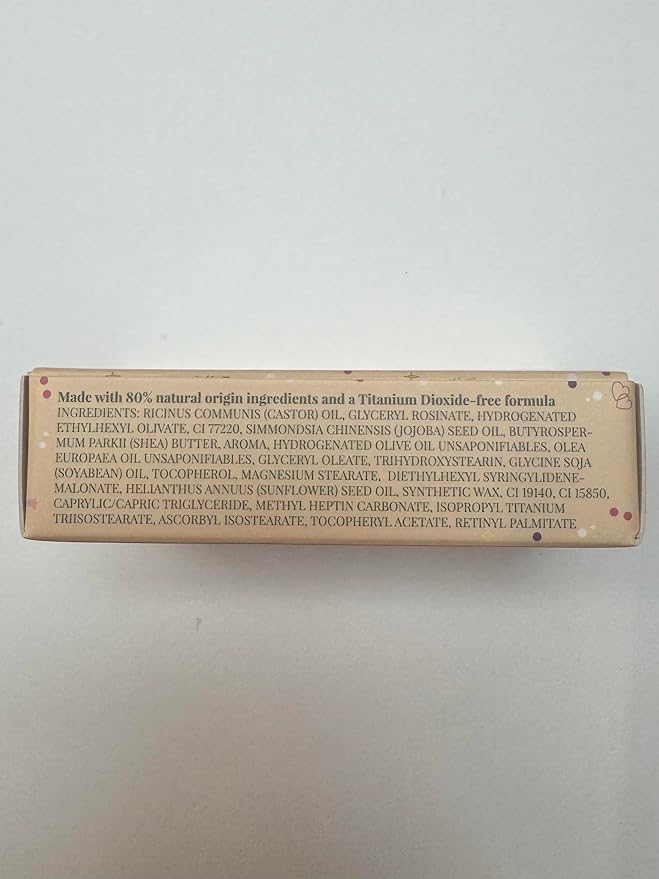 Made with 80% natural origin ingredients and a Titanium Dioxide-free formula
INGREDIENTS: RICINUS COMMUNIS (CASTOR) OIL, GLYCERYL ROSINATE, HYDROGENATED
ETHYLHEXYL OLIVATE, CI 77220, SIMMONDSIA CHINENSIS (JOJOBA) SEED OIL, BUTYROSPER-
MUM PARKII (SHEA) BUTTER, AROMA, HYDROGENATED OLIVE OIL UNSAPONIFIABLES, OLEA
EUROPAEA OIL UNSAPONIFIABLES, GLYCERYL OLEATE, TRIHYDROXYSTEARIN, GLYCINE SOJA
(SOYABEAN) OIL, TOCOPHEROL, MAGNESIUM STEARATE, DIETHYLHEXYL SYRINGYLIDENE-
MALONATE, HELIANTHUS ANNUUS (SUNFLOWER) SEED OIL, SYNTHETIC WAX, CI 19140, CI 15850,
CAPRYLIC/CAPRIC TRIGLYCERIDE, METHYL HEPTIN CARBONATE, ISOPROPYL TITANIUM
TRIISOSTEARATE, ASCORBYL ISOSTEARATE, TOCOPHERYL ACETATE, RETINYL PALMITATE